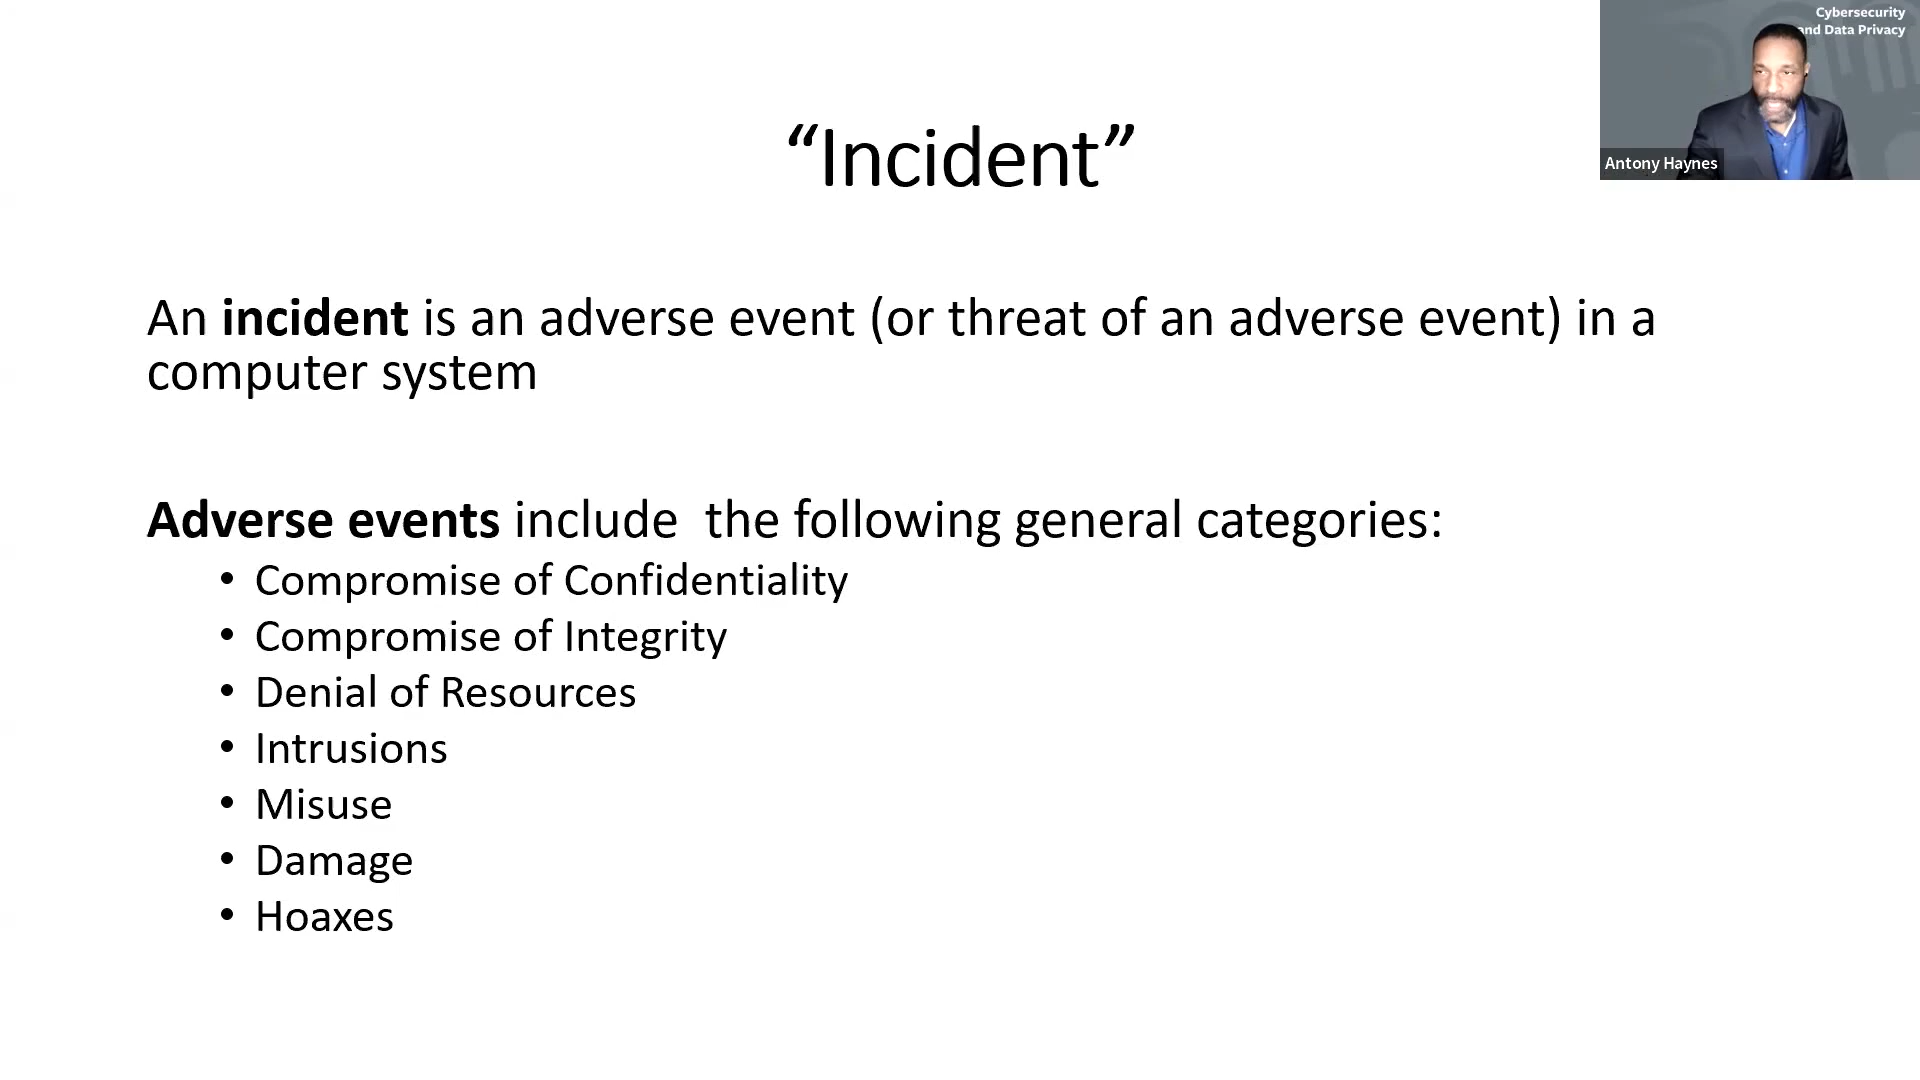 Cybersecurity
and Data Privacy
Antony Haynes
“Incident”
An incident is an adverse event (or threat of an adverse event) in a
computer system
Adverse events include  the following general categories:
• Compromise of Confidentiality
• Compromise of Integrity
• Denial of Resources
• Intrusions
• Misuse
• Damage
• Hoaxes